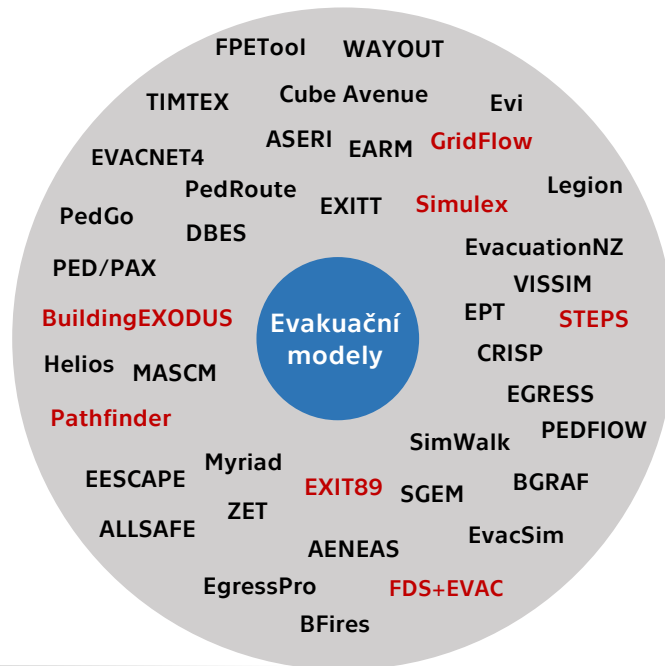 FPETool
WAYOUT
Cube Avenue
TIMTEX
Evi
ASERI
EARM
GridFlow
EVACNET4
PedRoute
EXITT
Simulex
Legion
PedGo
DBES
EvacuationNZ
PED/PAX
VISSIM
BuildingEXODUS
Evakuační
modely
EPT
STEPS
Helios
MASCM
CRISP
EGRESS
Pathfinder
PEDFIOW
SimWalk
Myriad
EESCAPE
EXIT89
SGEM
BGRAF
ZET
ALLSAFE
EvacSim
AENEAS
EgressPro
FDS+EVAC
BFires